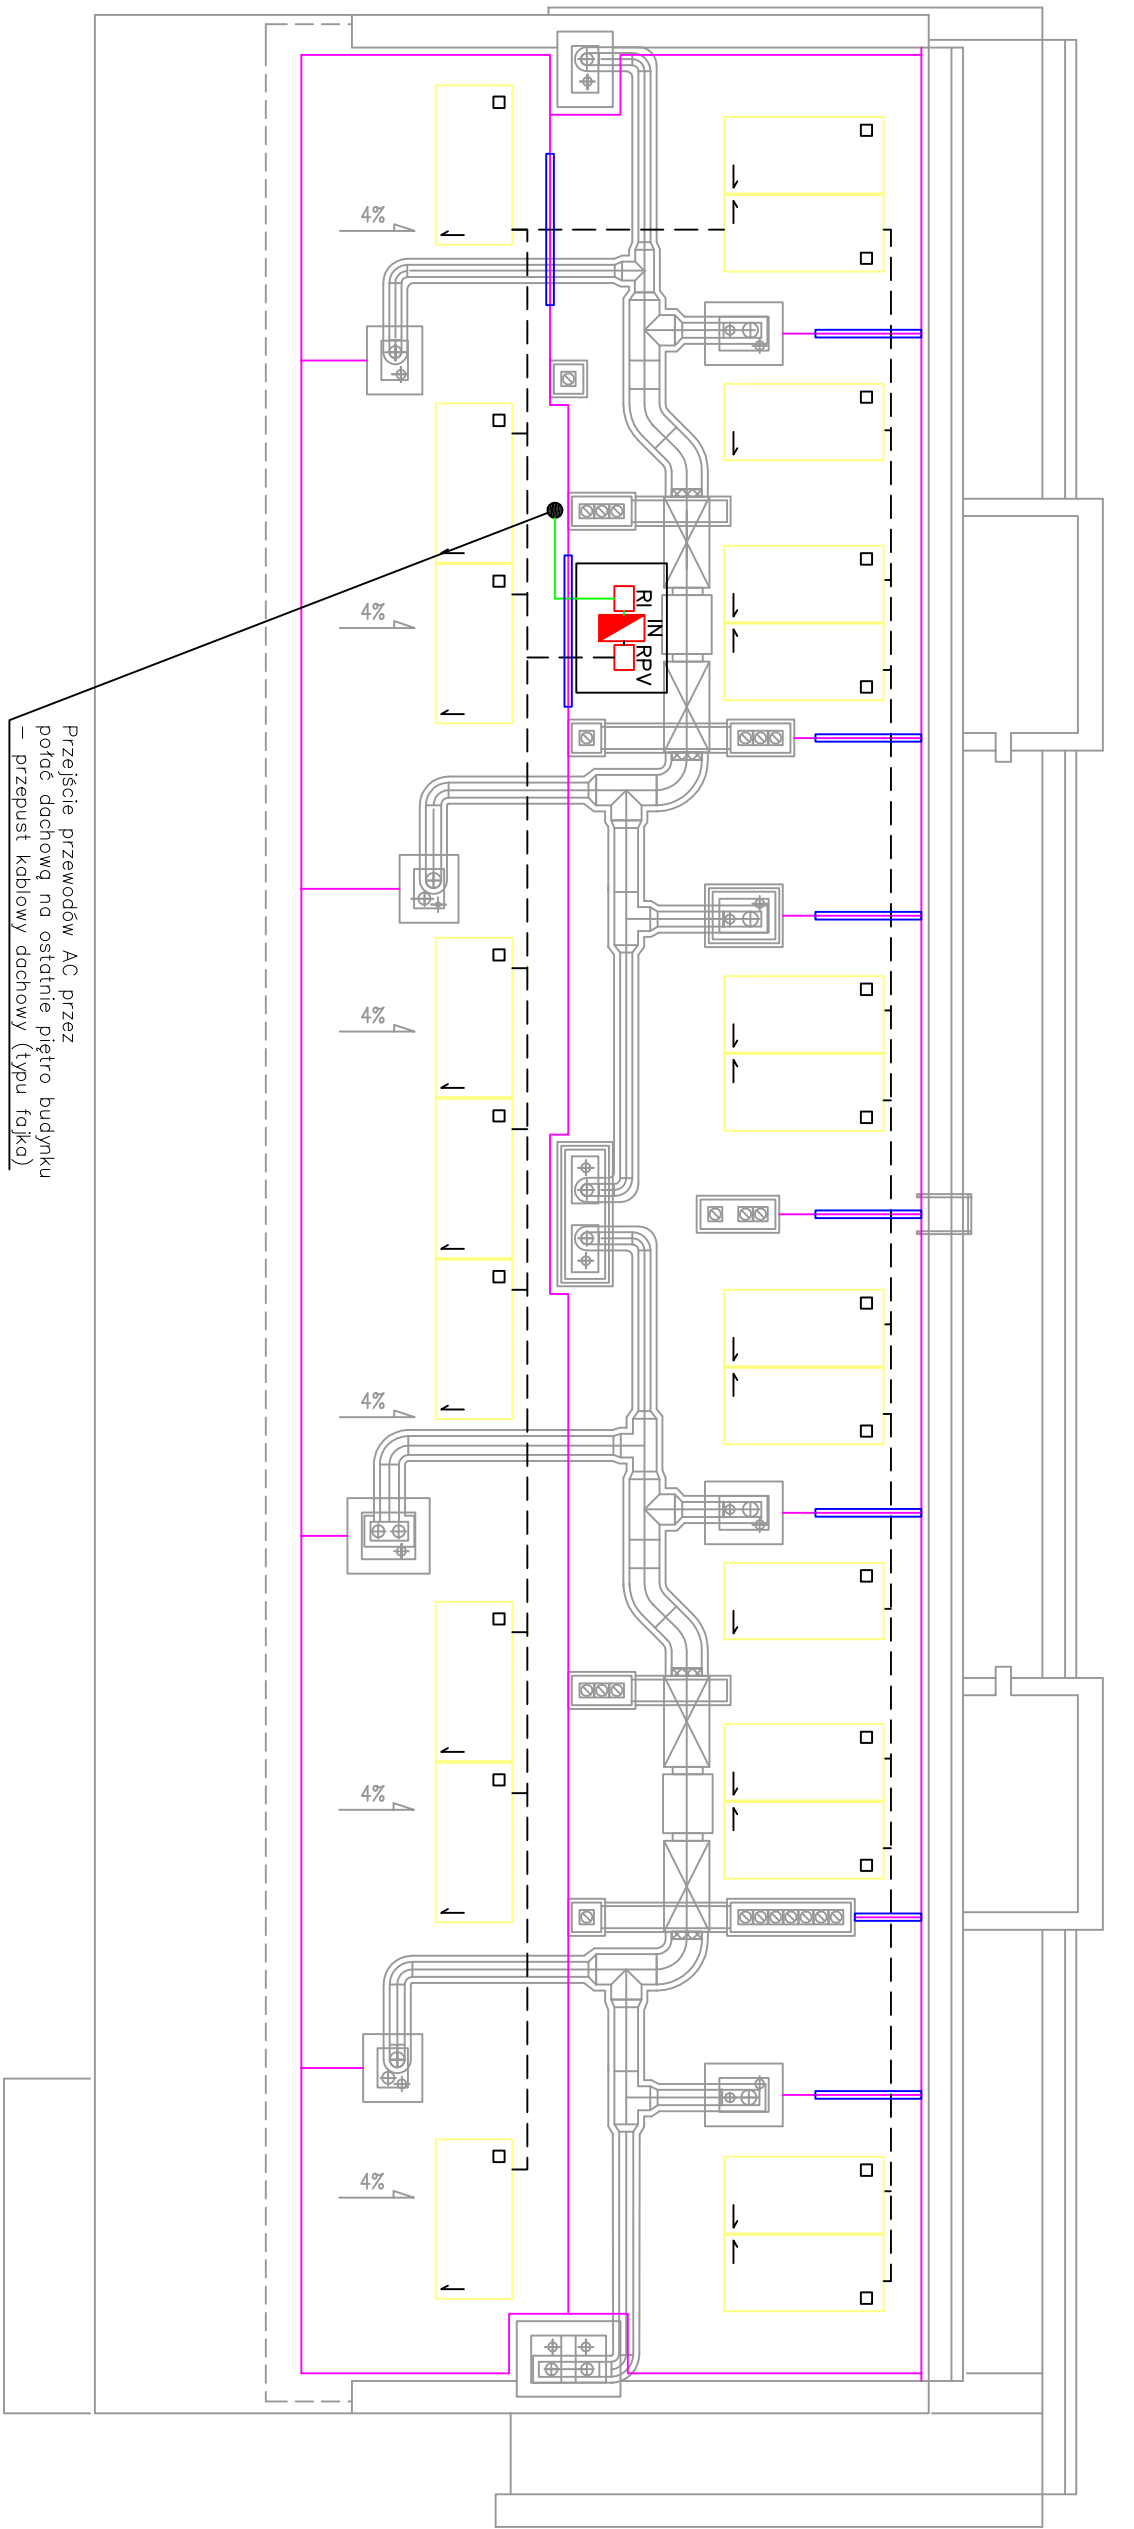 4%
4%
RI
IN
RPV
4%
4%
4%
4%
Przejście przewodów AC przez
połać dachową na ostatnie piętro budynku
– przepust kablowy dachowy (typu fajka)